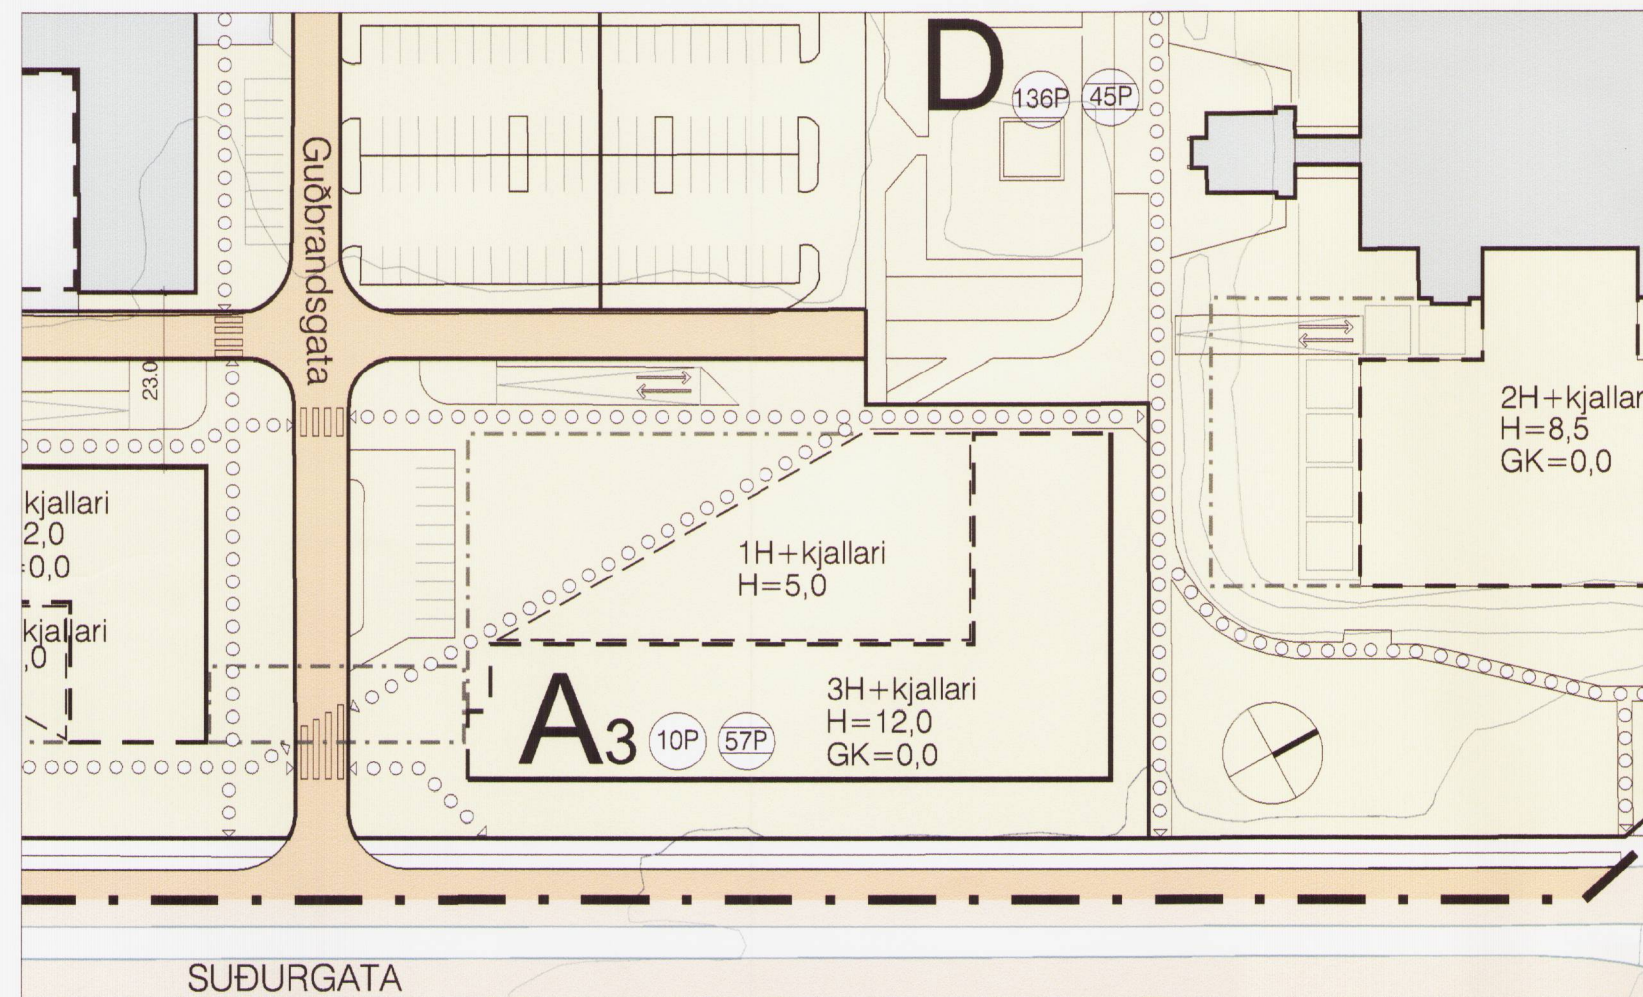 D
136P
45P
Guðbrandsgata
23.0
2H+kjallar
H=8,5
GK=0,0
kjallari
2,0
0,0
kjallari
,0
1H+kjallari
H=5,0
A3
10P
57P
3H+kjallari
H=12,0
GK=0,0
SUÐURGATA